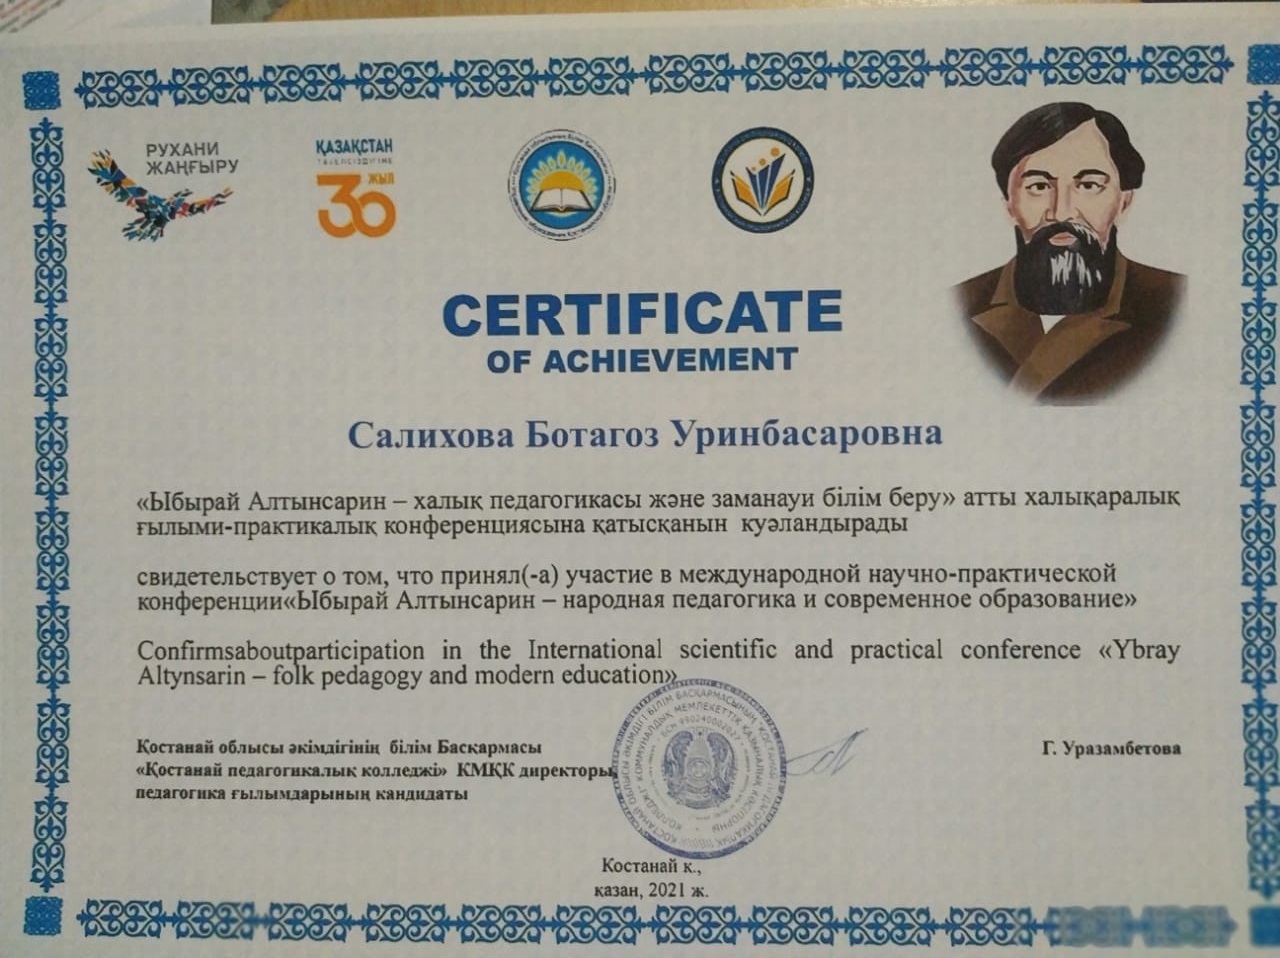 РУХАНИ
ЖАҢҒЫРУ
ҚАЗАҚСТАН
ТӘУЕЛСІЗДІГІНЕ
30 ЖЫЛ
CERTIFICATE
OF ACHIEVEMENT
Салихова Ботагоз Уринбасаровна
«Ыбырай Алтынсарин – халық педагогикасы және заманауи білім беру» атты халықаралық
ғылыми-практикалық конференциясына қатысқанын куәландырады
свидетельствует о том, что принял(-а) участие в международной научно-практической
конференции«Ыбырай Алтынсарин – народная педагогика и современное образование»
Confirmsaboutparticipation in the International scientific and practical conference «Ybray
Altynsarin – folk pedagogy and modern education»
Қостанай облысы әкімдігінің білім Басқармасы
«Қостанай педагогикалық колледжі» КМҚК директоры,
педагогика ғылымдарының кандидаты
Г. Уразамбетова
Костанай к.,
қазан, 2021 ж.